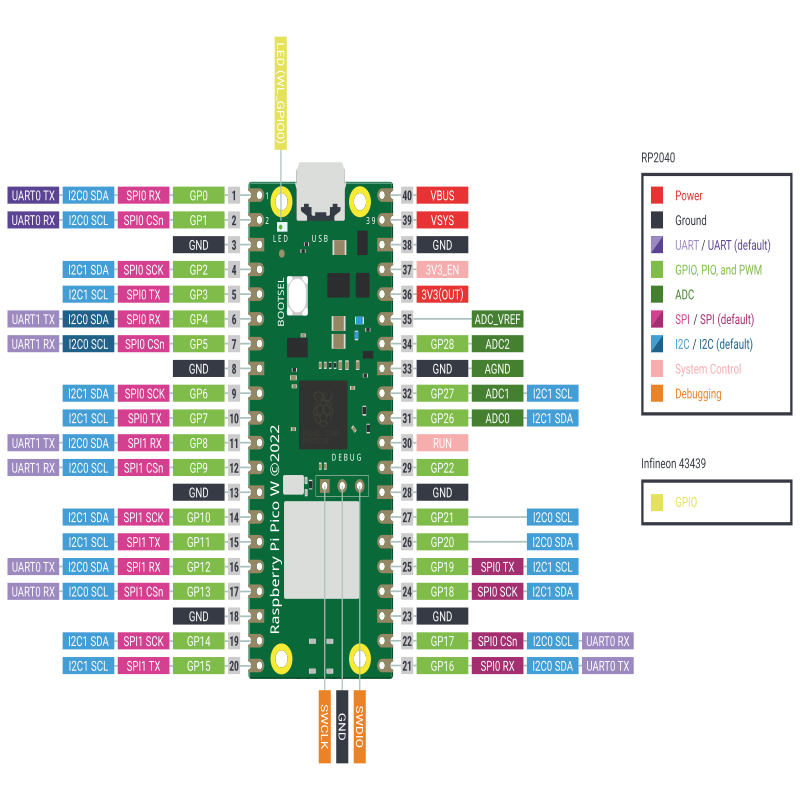 LED (WL_GPIO0)
UART0 TX I2C0 SDA SPI0 RX GP0 1
UART0 RX I2C0 SCL SPI0 CSn GP1 2
GND 3
I2C1 SDA SPI0 SCK GP2 4
I2C1 SCL SPI0 TX GP3 5
UART1 TX I2C0 SDA SPI0 RX GP4 6
UART1 RX I2C0 SCL SPI0 CSn GP5 7
GND 8
I2C1 SDA SPI0 SCK GP6 9
I2C1 SCL SPI0 TX GP7 10
UART1 TX I2C0 SDA SPI1 RX GP8 11
UART1 RX I2C0 SCL SPI1 CSn GP9 12
GND 13
I2C1 SDA SPI1 SCK GP10 14
I2C1 SCL SPI1 TX GP11 15
UART0 TX I2C0 SDA SPI1 RX GP12 16
UART0 RX I2C0 SCL SPI1 CSn GP13 17
GND 18
I2C1 SDA SPI1 SCK GP14 19
I2C1 SCL SPI1 TX GP15 20
1
2
39
LED
USB
BOOTSEL
DEBUG
Raspberry Pi Pico W ©2022
SWCLK
GND
SWDIO
40 VBUS
39 VSYS
38 GND
37 3V3_EN
36 3V3(OUT)
35 ADC_VREF
34 GP28 ADC2
33 GND AGND
32 GP27 ADC1 I2C1 SCL
31 GP26 ADC0 I2C1 SDA
30 RUN
29 GP22
28 GND
27 GP21 I2C0 SCL
26 GP20 I2C0 SDA
25 GP19 SPI0 TX I2C1 SCL
24 GP18 SPI0 SCK I2C1 SDA
23 GND
22 GP17 SPI0 CSn I2C0 SCL UART0 RX
21 GP16 SPI0 RX I2C0 SDA UART0 TX
RP2040
Power
Ground
UART / UART (default)
GPIO, PIO, and PWM
ADC
SPI / SPI (default)
I2C / I2C (default)
System Control
Debugging
Infineon 43439
GPIO